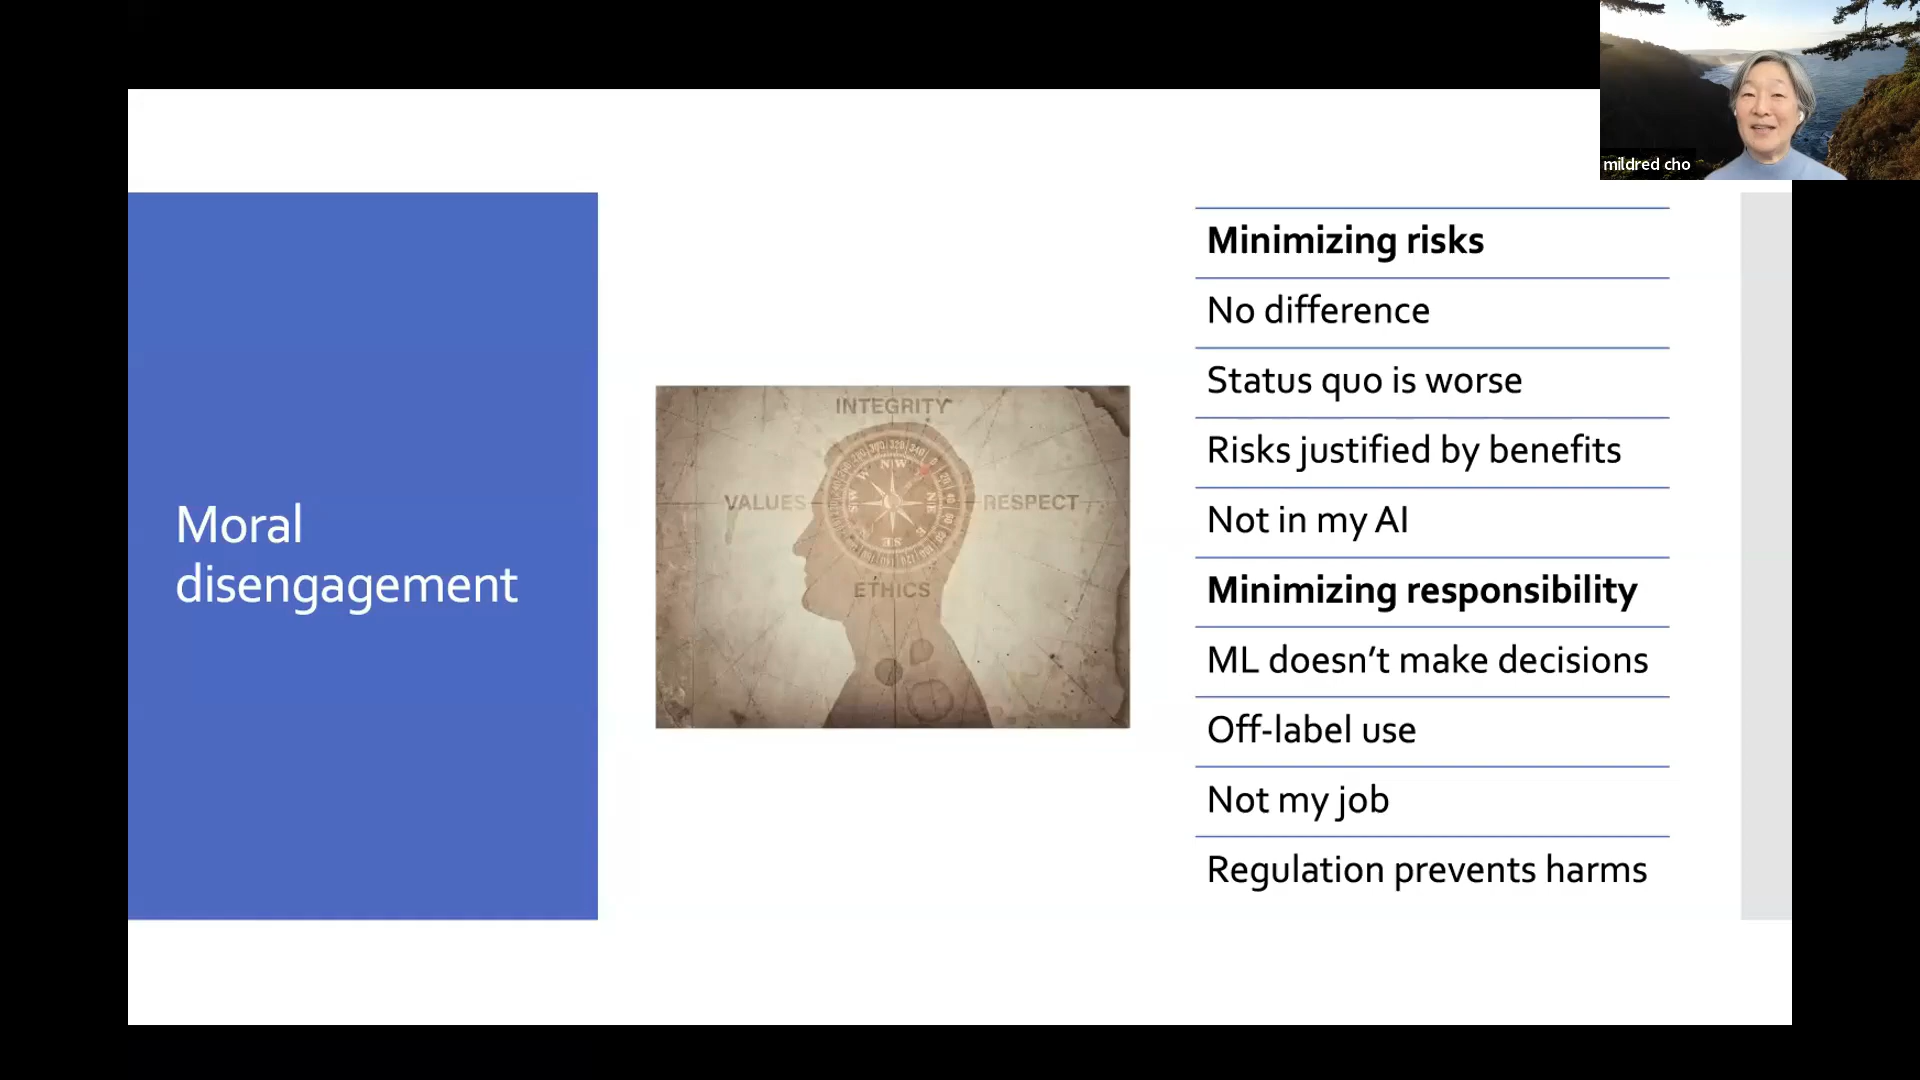 mildred cho
Moral
disengagement
INTEGRITY
VALUES
RESPECT
ETHICS
Minimizing risks
No difference
Status quo is worse
Risks justified by benefits
Not in my AI
Minimizing responsibility
ML doesn’t make decisions
Off-label use
Not my job
Regulation prevents harms